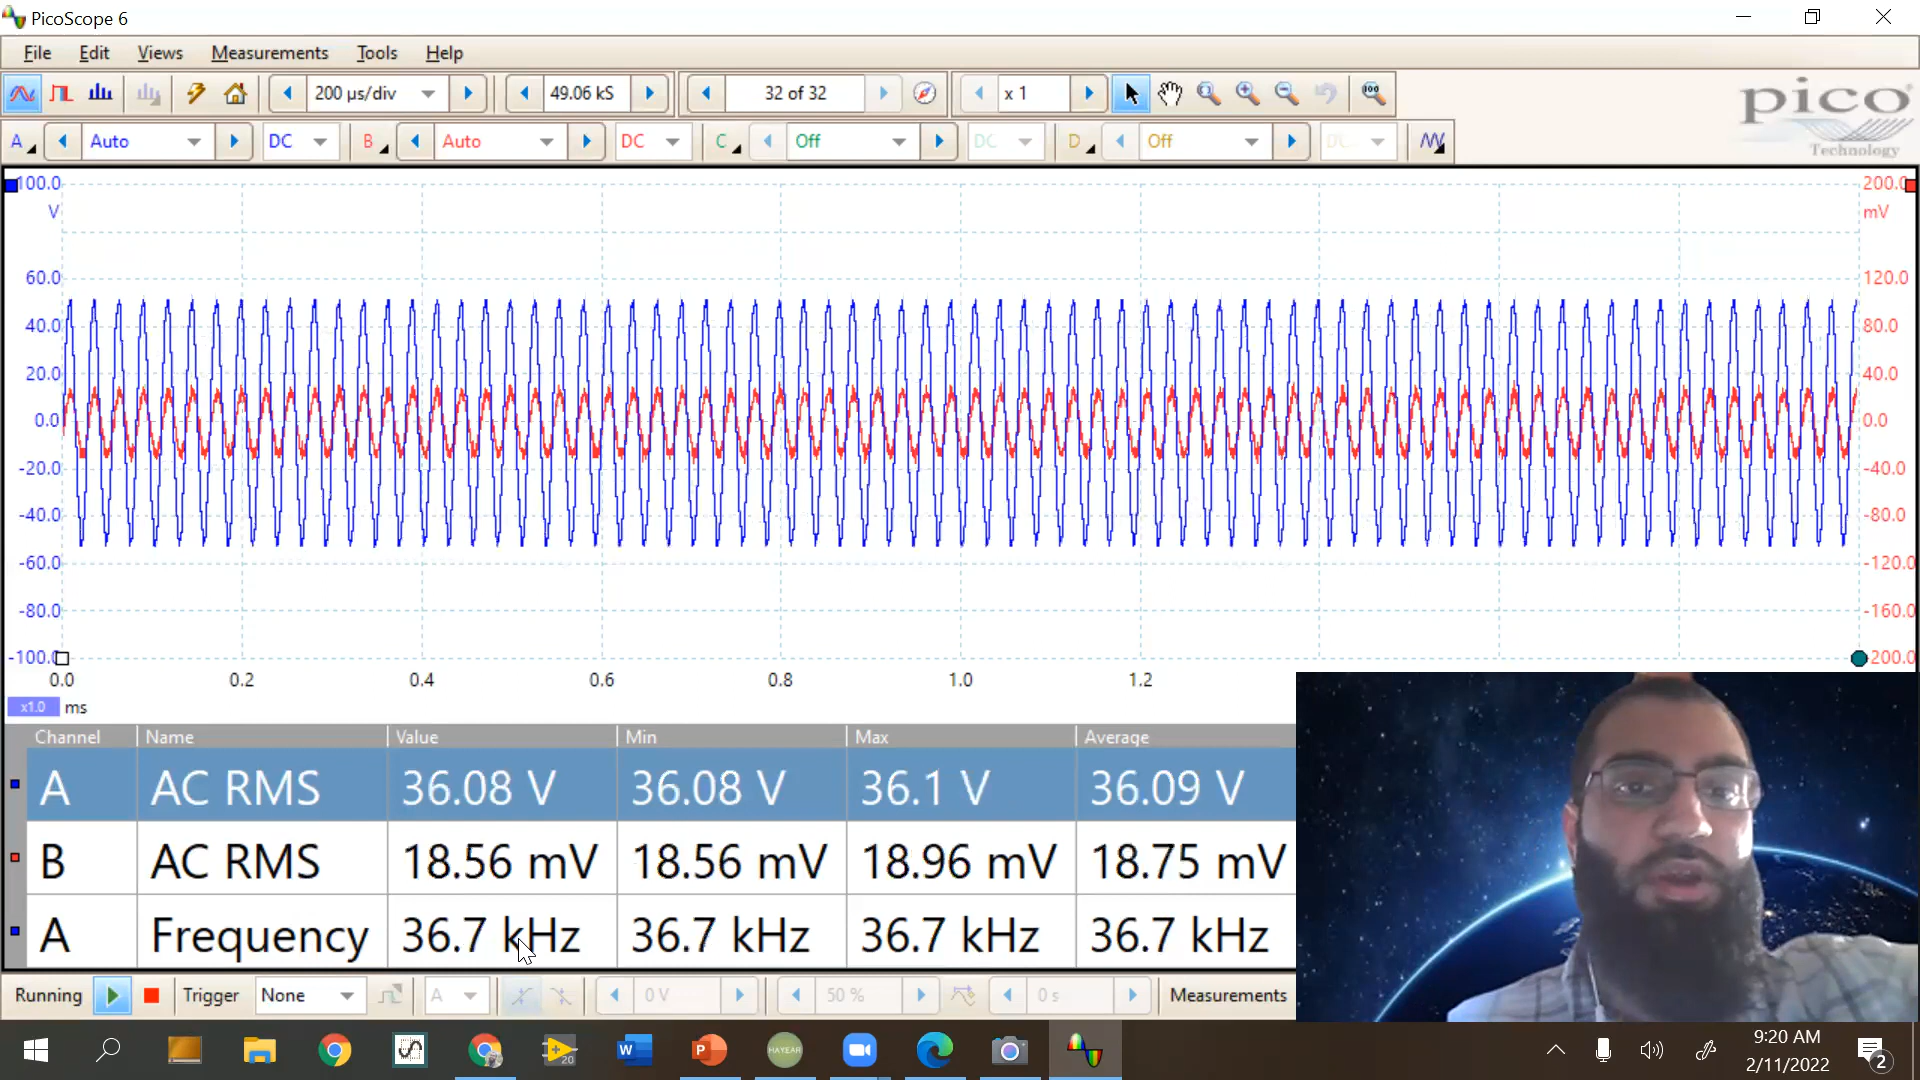 PicoScope 6
File Edit Views Measurements Tools Help
200 µs/div 49.06 kS 32 of 32 x 1
pico
Technology
A Auto DC B Auto DC C Off DC D Off DC
100.0 200.0
V mV
60.0 120.0
40.0 80.0
20.0 40.0
0.0 0.0
-20.0 -40.0
-40.0 -80.0
-60.0 -120.0
-80.0 -160.0
-100.0 200.0
0.0 0.2 0.4 0.6 0.8 1.0 1.2
x1.0 ms
Channel Name Value Min Max Average
A AC RMS 36.08 V 36.08 V 36.1 V 36.09 V
B AC RMS 18.56 mV 18.56 mV 18.96 mV 18.75 mV
A Frequency 36.7 kHz 36.7 kHz 36.7 kHz 36.7 kHz
Running Trigger None A 0 V 50 % 0 s Measurements
20 W P HAYEAR
9:20 AM
2/11/2022
2